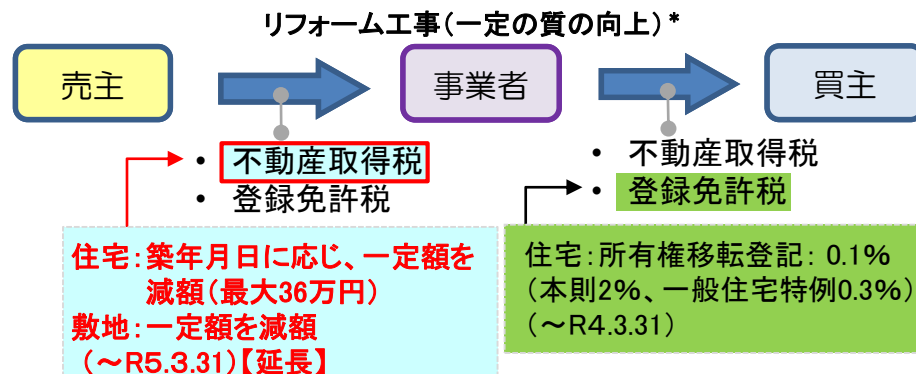 リフォーム工事（一定の質の向上）*
売主
事業者
買主
• 不動産取得税
• 登録免許税
• 不動産取得税
• 登録免許税
住宅：築年月日に応じ、一定額を
減額（最大36万円）
敷地：一定額を減額
（～R5.3.31）【延長】
住宅：所有権移転登記： 0.1%
（本則2%、一般住宅特例0.3%）
（～R4.3.31）